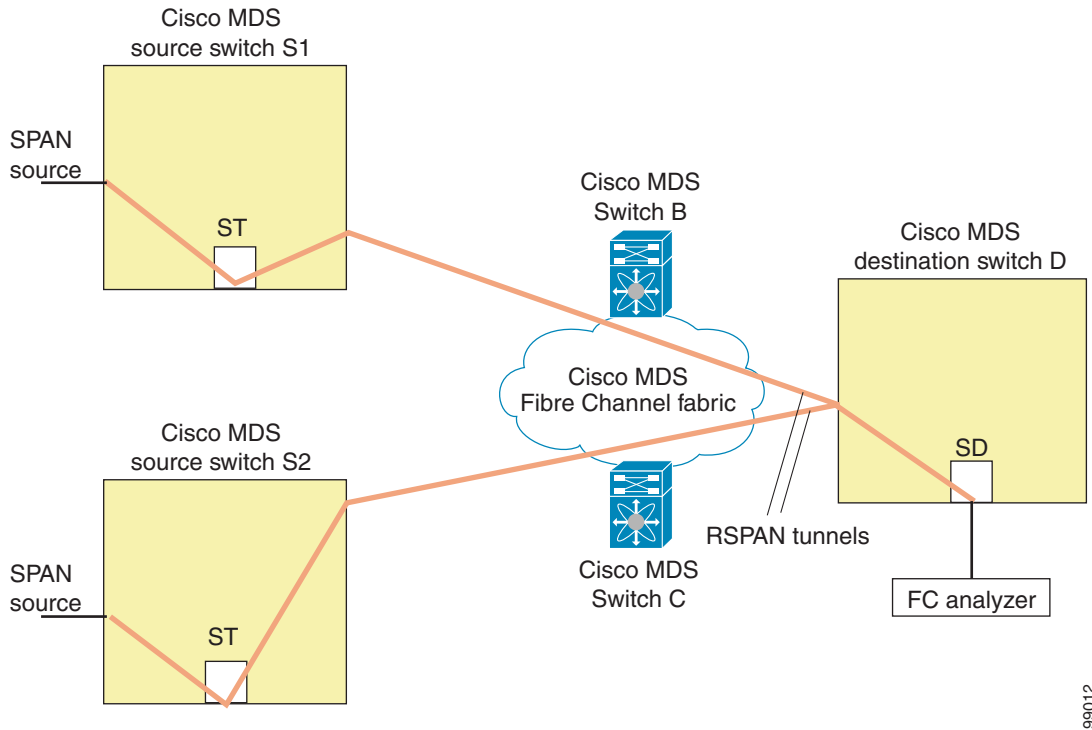 Cisco MDS
source switch S1
SPAN
source
ST
Cisco MDS
Switch B
Cisco MDS
destination switch D
Cisco MDS
Fibre Channel fabric
Cisco MDS
source switch S2
SD
RSPAN tunnels
Cisco MDS
Switch C
SPAN
source
FC analyzer
ST
99012